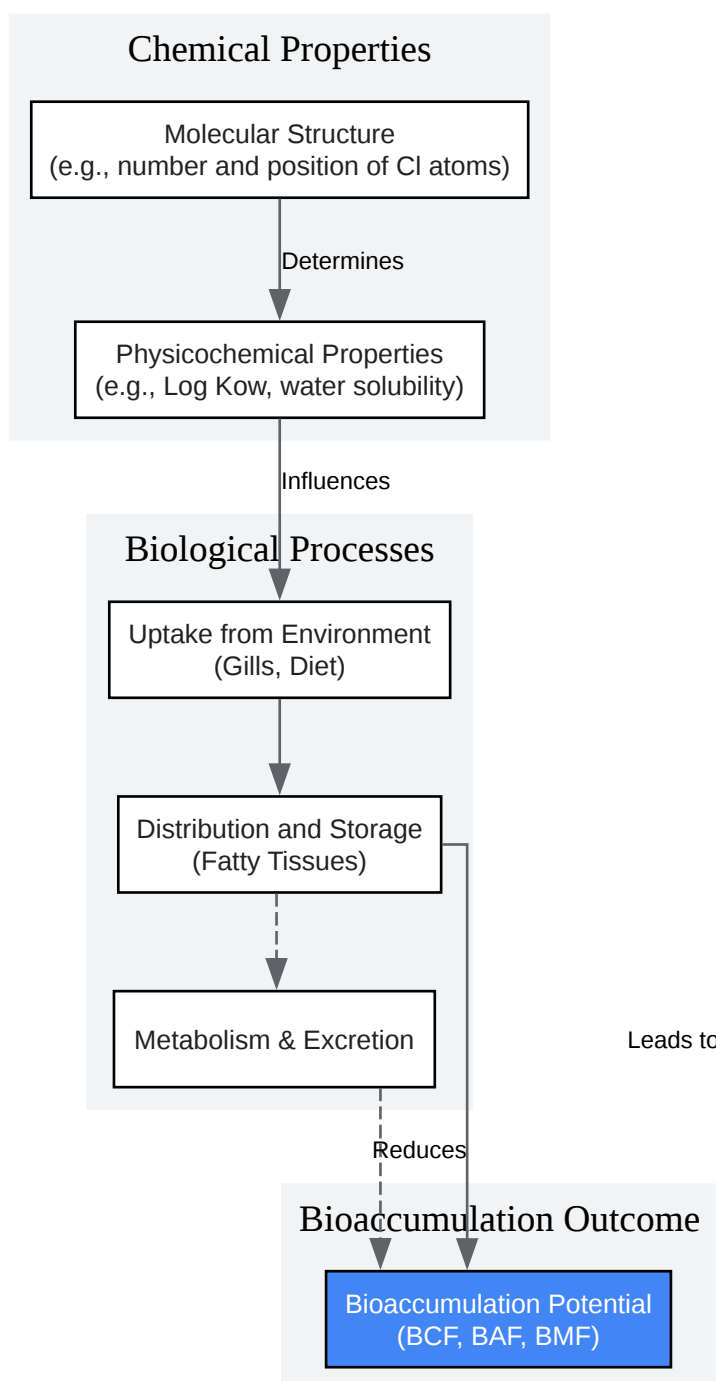 Chemical Properties
Molecular Structure
(e.g., number and position of Cl atoms)
Determines
Physicochemical Properties
(e.g., Log Kow, water solubility)
Influences
Biological Processes
Uptake from Environment
(Gills, Diet)
Distribution and Storage
(Fatty Tissues)
Metabolism & Excretion
Leads to
Reduces
Bioaccumulation Outcome
Bioaccumulation Potential
(BCF, BAF, BMF)